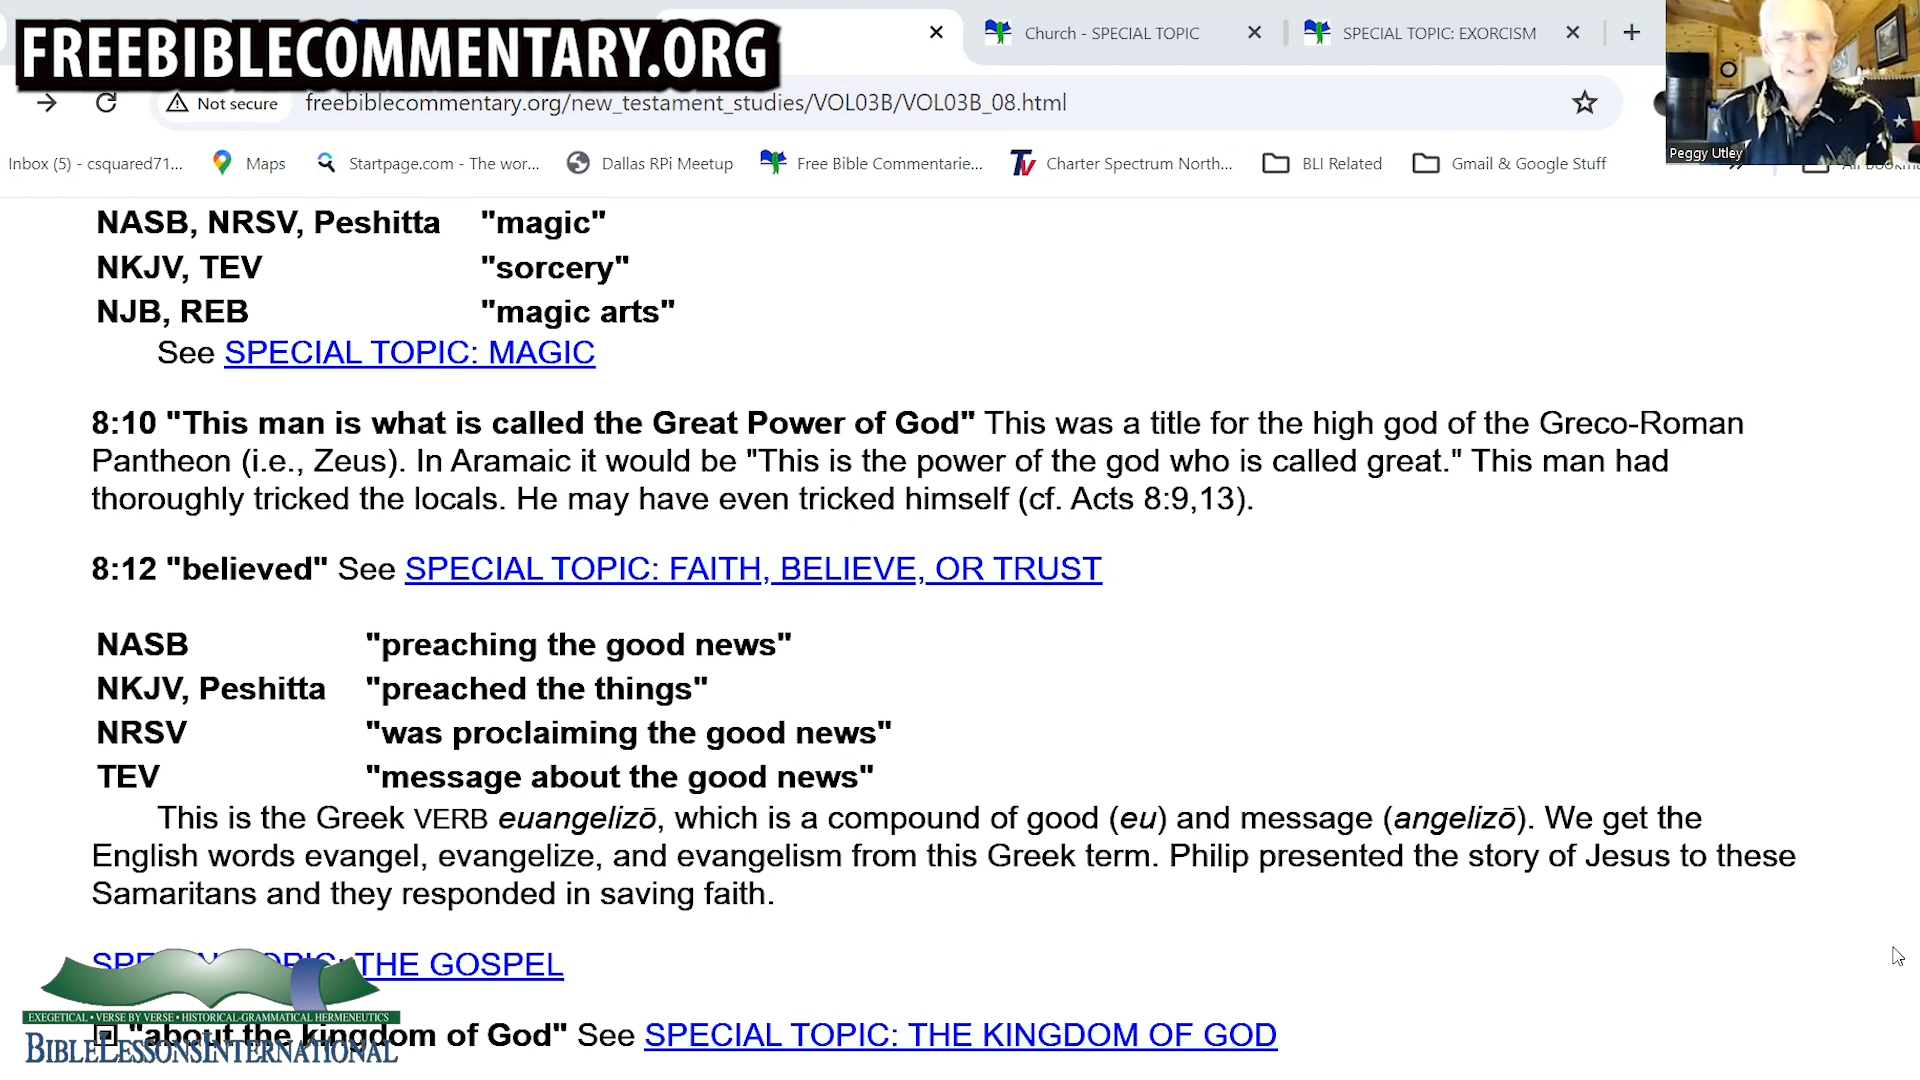 FREEBIBLECOMMENTARY.ORG
Church - SPECIAL TOPIC
SPECIAL TOPIC: EXORCISM
Not secure
freebiblecommentary.org/new_testament_studies/VOL03B/VOL03B_08.html
Peggy Utley
Inbox (5) - csquared71...
Maps
Startpage.com - The wor...
Dallas RPi Meetup
Free Bible Commentarie...
Charter Spectrum North...
BLI Related
Gmail & Google Stuff
NASB, NRSV, Peshitta "magic"
NKJV, TEV "sorcery"
NJB, REB "magic arts"
See SPECIAL TOPIC: MAGIC
8:10 "This man is what is called the Great Power of God" This was a title for the high god of the Greco-Roman
Pantheon (i.e., Zeus). In Aramaic it would be "This is the power of the god who is called great." This man had
thoroughly tricked the locals. He may have even tricked himself (cf. Acts 8:9,13).
8:12 "believed" See SPECIAL TOPIC: FAITH, BELIEVE, OR TRUST
NASB "preaching the good news"
NKJV, Peshitta "preached the things"
NRSV "was proclaiming the good news"
TEV "message about the good news"
This is the Greek VERB euangelizō, which is a compound of good (eu) and message (angelizō). We get the
English words evangel, evangelize, and evangelism from this Greek term. Philip presented the story of Jesus to these
Samaritans and they responded in saving faith.
THE GOSPEL
EXEGETICAL • VERSE BY VERSE • HISTORICAL-GRAMMATICAL HERMENEUTICS
"about the kingdom of God" See SPECIAL TOPIC: THE KINGDOM OF GOD
BIBLELESSONSINTERNATIONAL